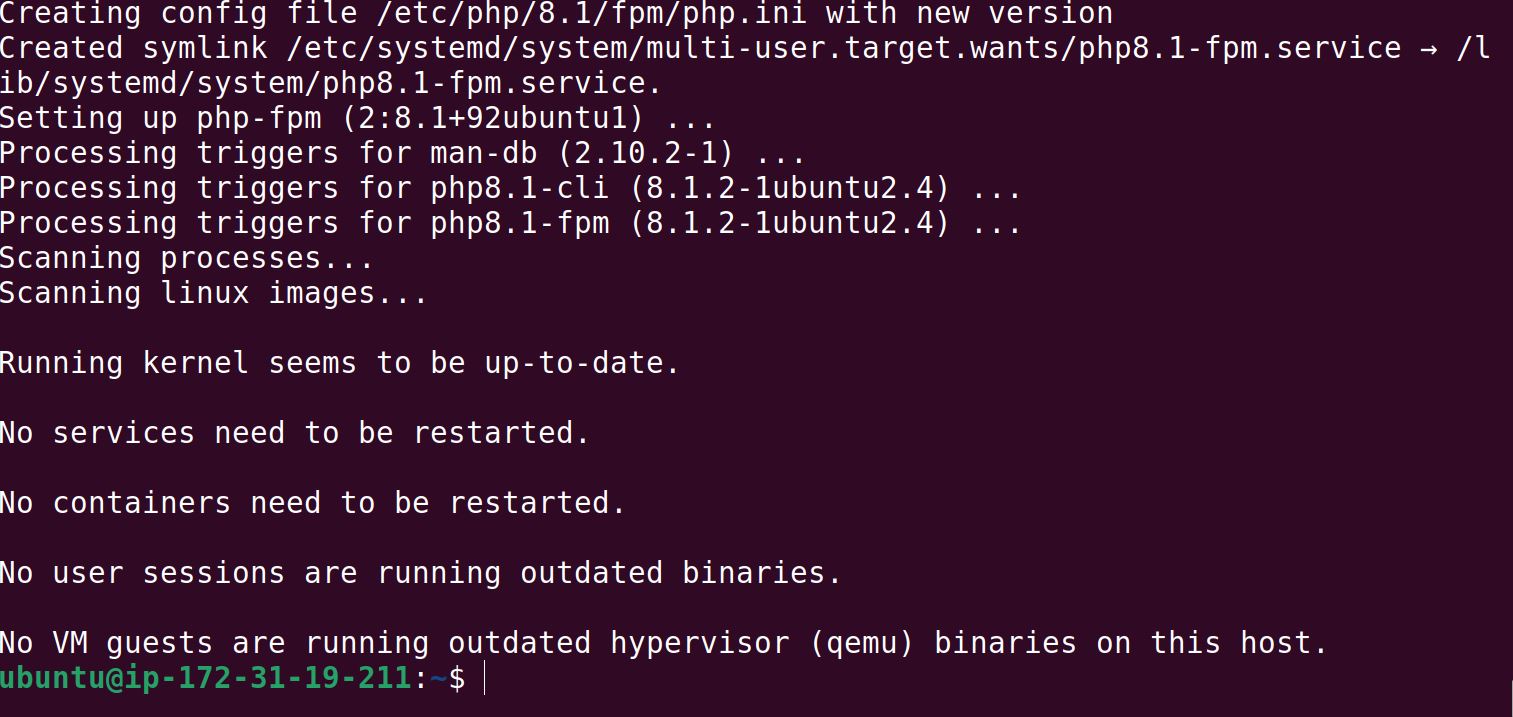 Creating config file /etc/php/8.1/fpm/php.ini with new version
Created symlink /etc/systemd/system/multi-user.target.wants/php8.1-fpm.service → /l
ib/systemd/system/php8.1-fpm.service.
Setting up php-fpm (2:8.1+92ubuntu1) ...
Processing triggers for man-db (2.10.2-1) ...
Processing triggers for php8.1-cli (8.1.2-1ubuntu2.4) ...
Processing triggers for php8.1-fpm (8.1.2-1ubuntu2.4) ...
Scanning processes...
Scanning linux images...
Running kernel seems to be up-to-date.
No services need to be restarted.
No containers need to be restarted.
No user sessions are running outdated binaries.
No VM guests are running outdated hypervisor (qemu) binaries on this host.
ubuntu@ip-172-31-19-211:~$